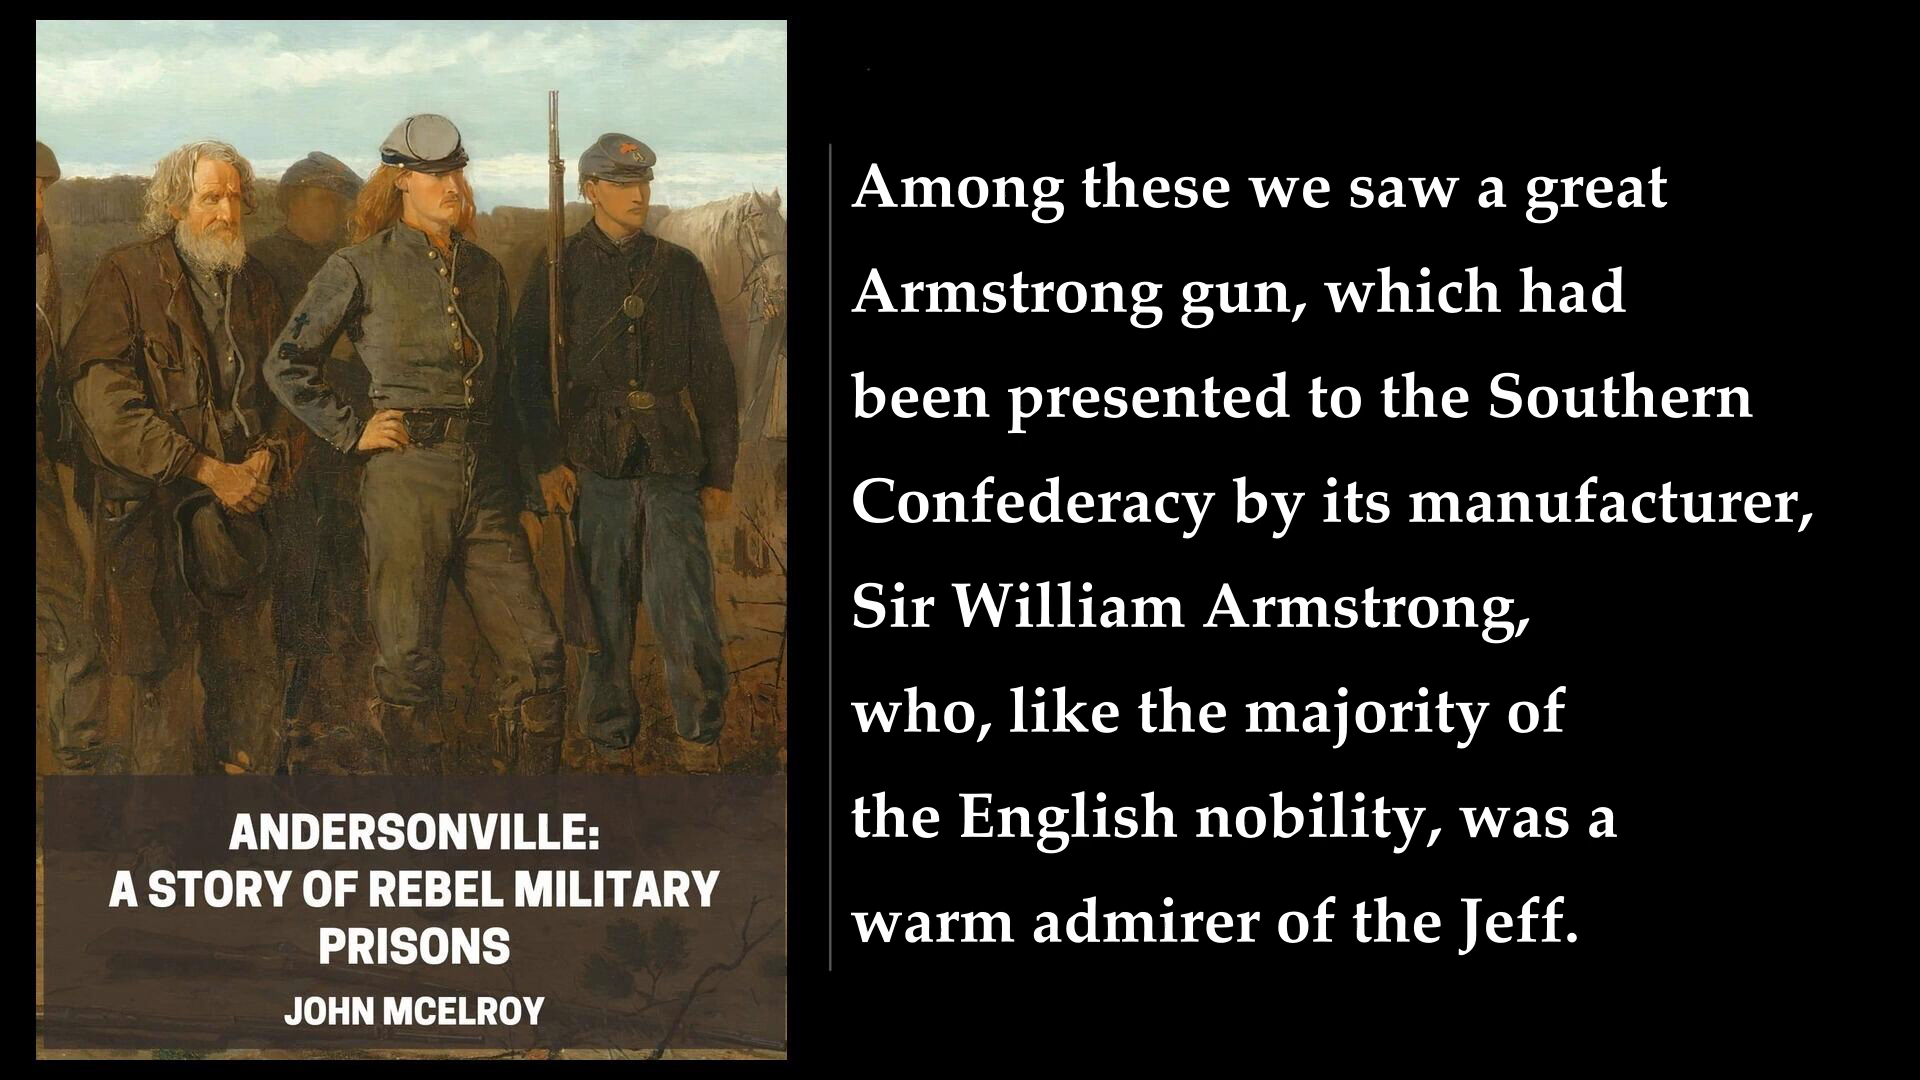 Among these we saw a great
Armstrong gun, which had
been presented to the Southern
Confederacy by its manufacturer,
Sir William Armstrong,
who, like the majority of
the English nobility, was a
warm admirer of the Jeff.
ANDERSONVILLE:
A STORY OF REBEL MILITARY
PRISONS
JOHN MCELROY